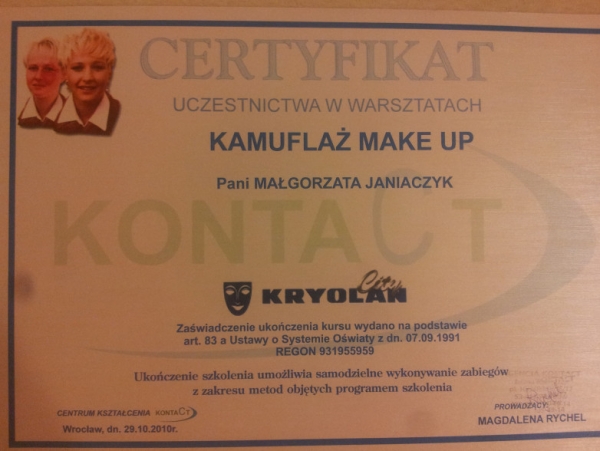 CERTYFIKAT
UCZESTNICTWA W WARSZTATACH
KAMUFLAŻ MAKE UP
Pani MAŁGORZATA JANIACZYK
KONTACT
KRYOLAN City
Zaświadczenie ukończenia kursu wydano na podstawie
art. 83 a Ustawy o Systemie Oświaty z dn. 07.09.1991
REGON 931955959
Ukończenie szkolenia umożliwia samodzielne wykonywanie zabiegów
z zakresu metod objętych programem szkolenia
CENTRUM KSZTAŁCENIA KONTACT
Wrocław, dn. 29.10.2010r.
PROWADZĄCY:
MAGDALENA RYCHEL